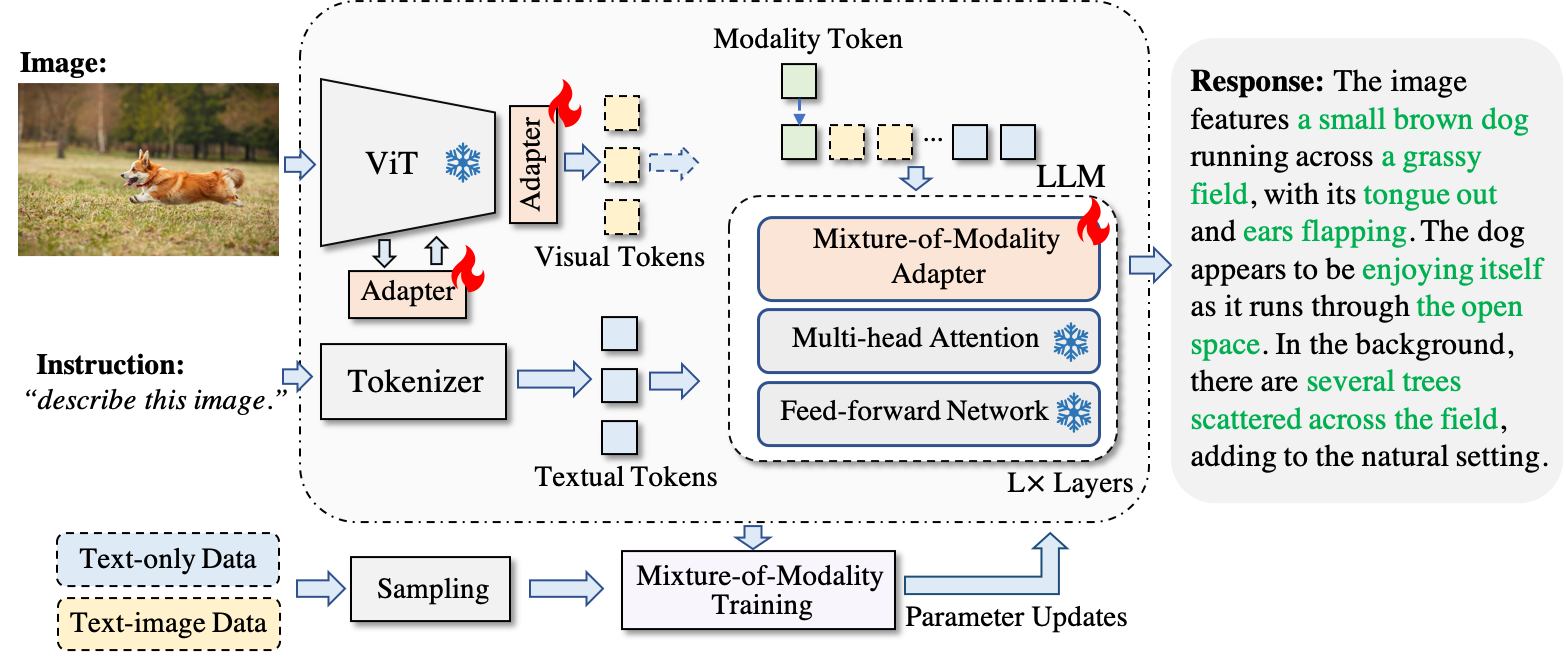 Image:
ViT
Adapter
Adapter
Visual Tokens
Instruction:
“describe this image.”
Tokenizer
Textual Tokens
Modality Token
...
LLM
Mixture-of-Modality
Adapter
Multi-head Attention
Feed-forward Network
L× Layers
Response: The image
features a small brown dog
running across a grassy
field, with its tongue out
and ears flapping. The dog
appears to be enjoying itself
as it runs through the open
space. In the background,
there are several trees
scattered across the field,
adding to the natural setting.
Text-only Data
Text-image Data
Sampling
Mixture-of-Modality
Training
Parameter Updates